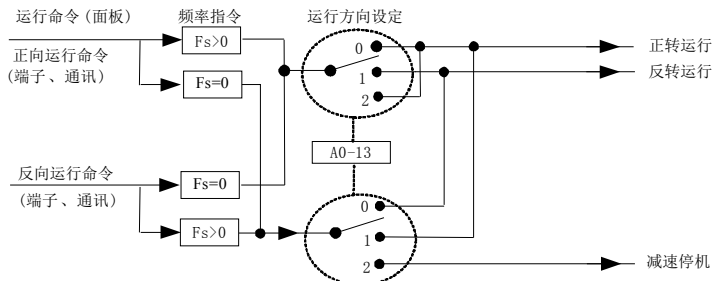 运行命令(面板)
频率指令
运行方向设定
Fs>0
0
正转运行
正向运行命令
(端子、通讯)
1
反转运行
Fs=0
2
A0-13
反向运行命令
Fs=0
(端子、通讯)
0
Fs>0
1
2
减速停机